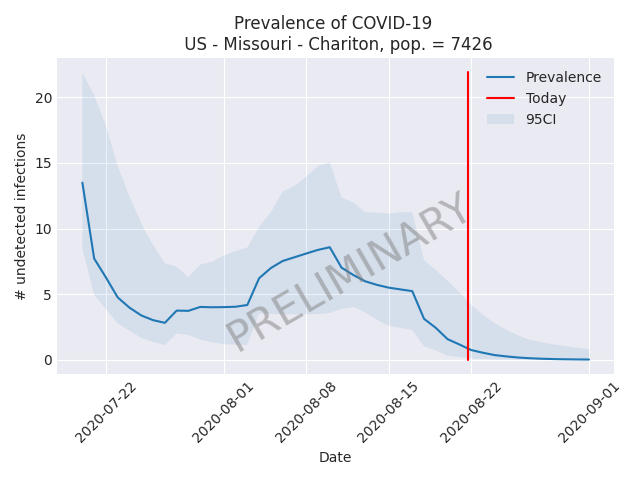 Prevalence of COVID-19
US - Missouri - Chariton, pop. = 7426
Prevalence
Today
95CI
# undetected infections
20
15
10
5
0
PRELIMINARY
2020-07-22
2020-08-01
2020-08-08
2020-08-15
2020-08-22
2020-09-01
Date